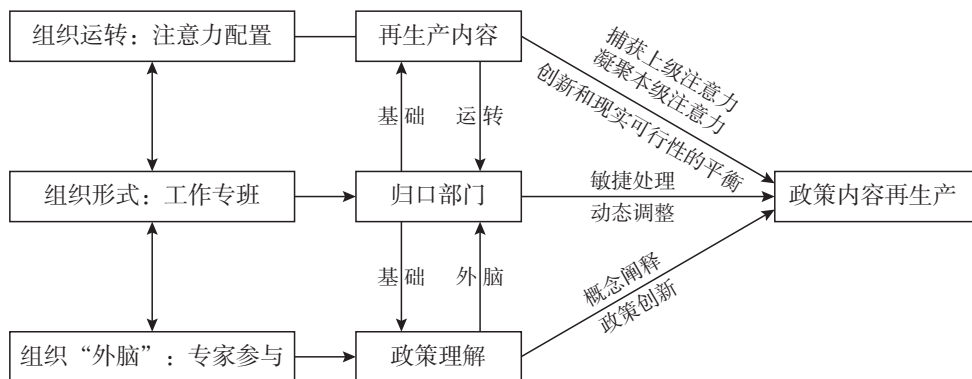 组织运转：注意力配置
再生产内容
捕获上级注意力
凝聚本级注意力
创新和现实可行性的平衡
基础
运转
组织形式：工作专班
归口部门
敏捷处理
动态调整
政策内容再生产
基础
外脑
概念阐释
政策创新
组织“外脑”：专家参与
政策理解